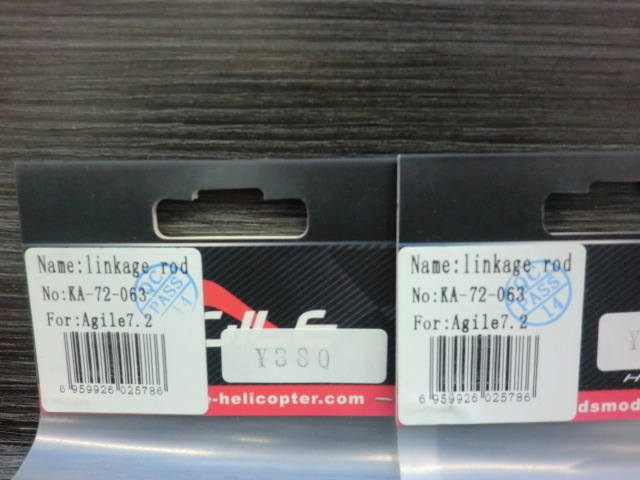 Name:linkage rod
No:KA-72-063
For:Agile7.2
6 959926 025786
QC
PASS
14
¥380
e-helicopter.com
Name:linkage rod
No:KA-72-063
For:Agile7.2
6 959926 025786
QC
PASS
14
¥
H
dsmod